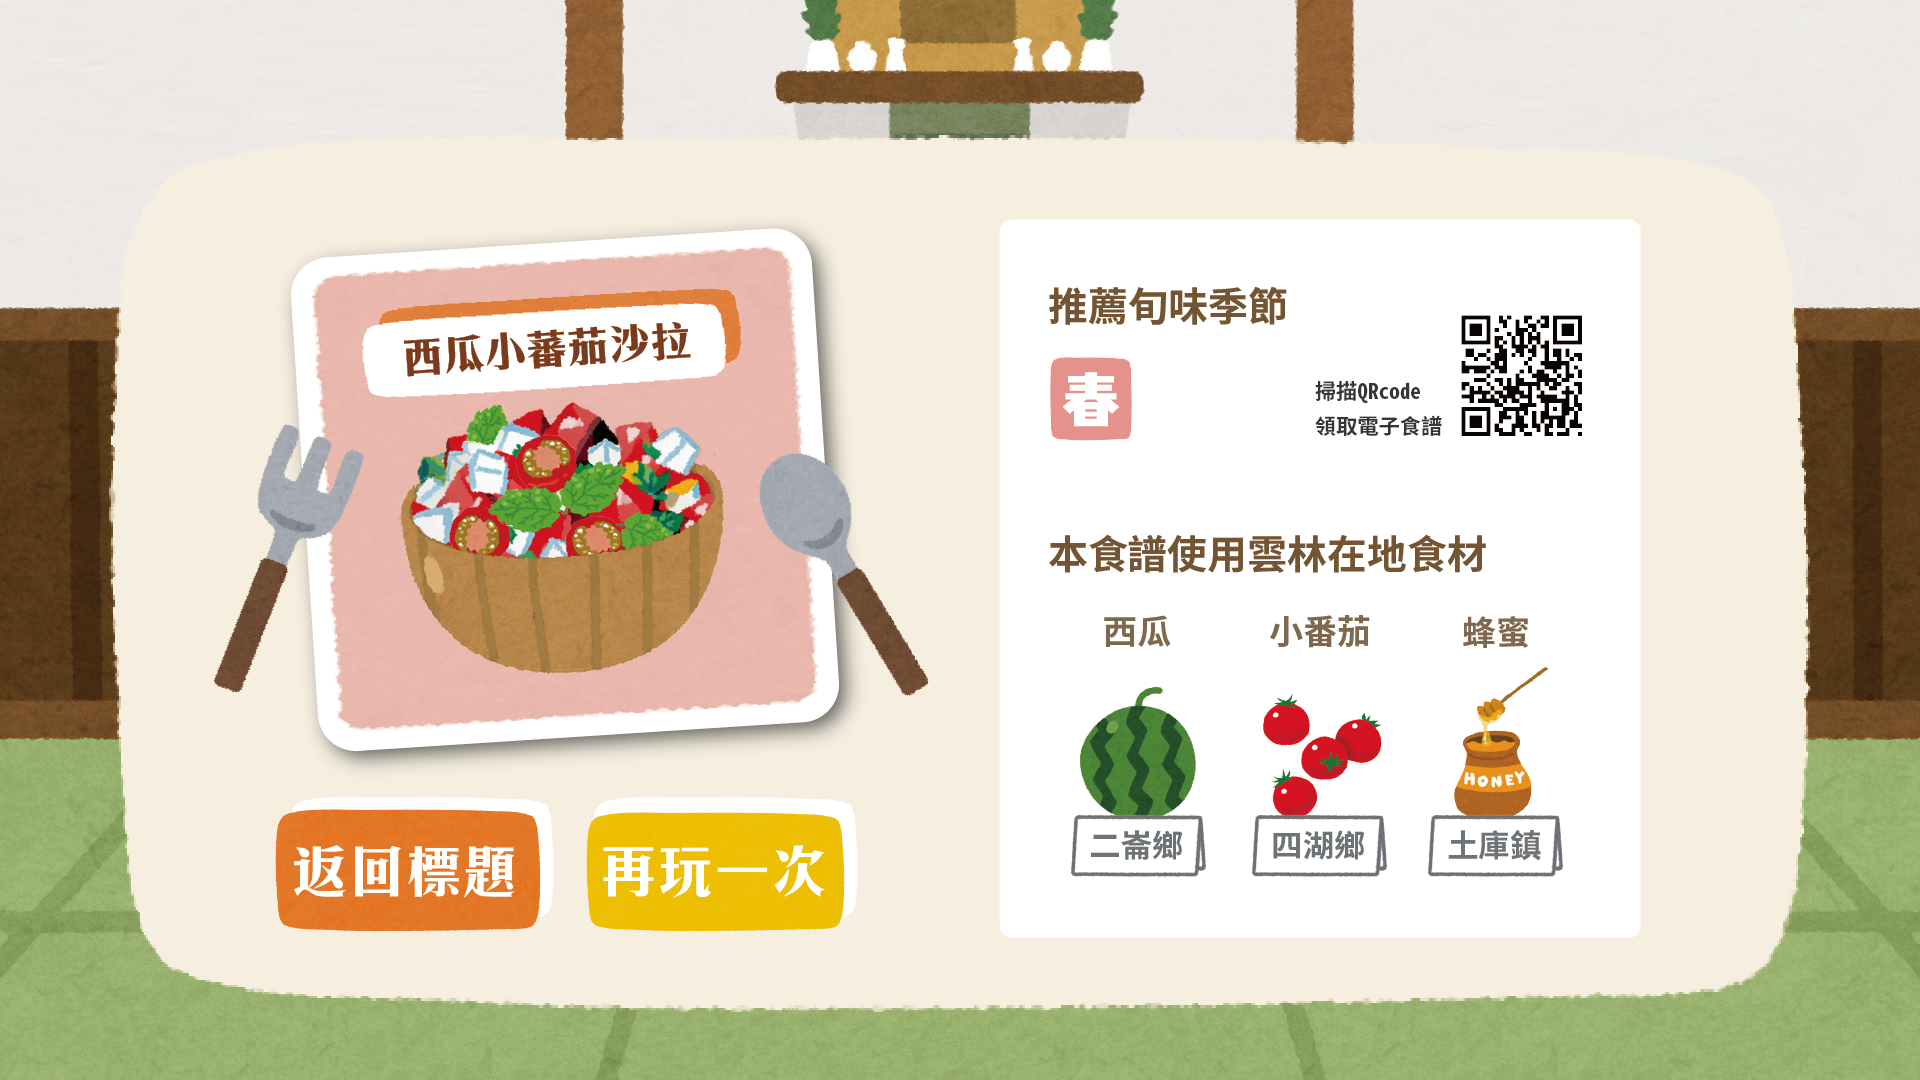 西瓜小蕃茄沙拉
返回標題
再玩一次
推薦旬味季節
春
掃描QRcode
領取電子食譜
本食譜使用雲林在地食材
西瓜
小番茄
蜂蜜
HONEY
二崙鄉
四湖鄉
土庫鎮